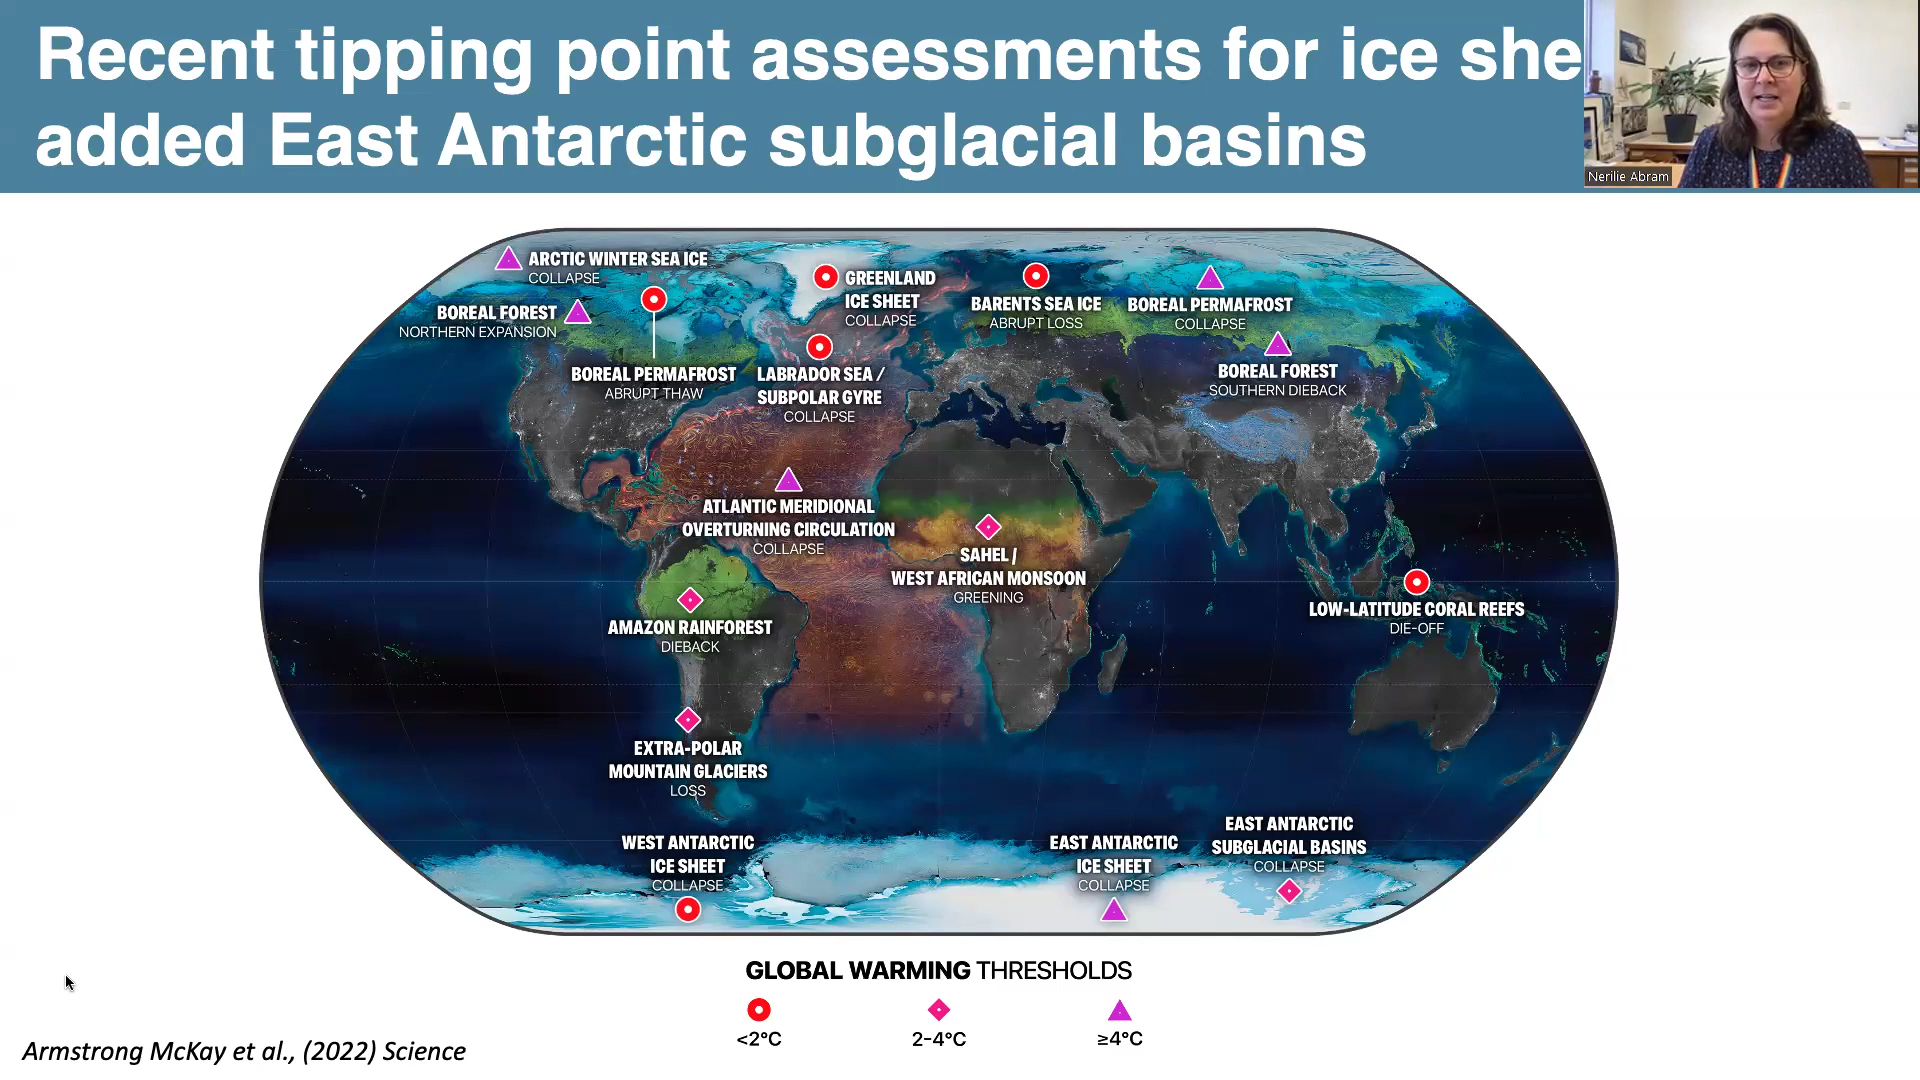 Recent tipping point assessments for ice she
added East Antarctic subglacial basins
Nerilie Abram
ARCTIC WINTER SEA ICE
COLLAPSE
BOREAL FOREST
NORTHERN EXPANSION
BOREAL PERMAFROST
ABRUPT THAW
GREENLAND
ICE SHEET
COLLAPSE
LABRADOR SEA /
SUBPOLAR GYRE
COLLAPSE
BARENTS SEA ICE
ABRUPT LOSS
BOREAL PERMAFROST
COLLAPSE
BOREAL FOREST
SOUTHERN DIEBACK
ATLANTIC MERIDIONAL
OVERTURNING CIRCULATION
COLLAPSE
SAHEL /
WEST AFRICAN MONSOON
GREENING
LOW-LATITUDE CORAL REEFS
DIE-OFF
AMAZON RAINFOREST
DIEBACK
EXTRA-POLAR
MOUNTAIN GLACIERS
LOSS
WEST ANTARCTIC
ICE SHEET
COLLAPSE
EAST ANTARCTIC
ICE SHEET
COLLAPSE
EAST ANTARCTIC
SUBGLACIAL BASINS
COLLAPSE
GLOBAL WARMING THRESHOLDS
<2°C
2-4°C
≥4°C
Armstrong McKay et al., (2022) Science